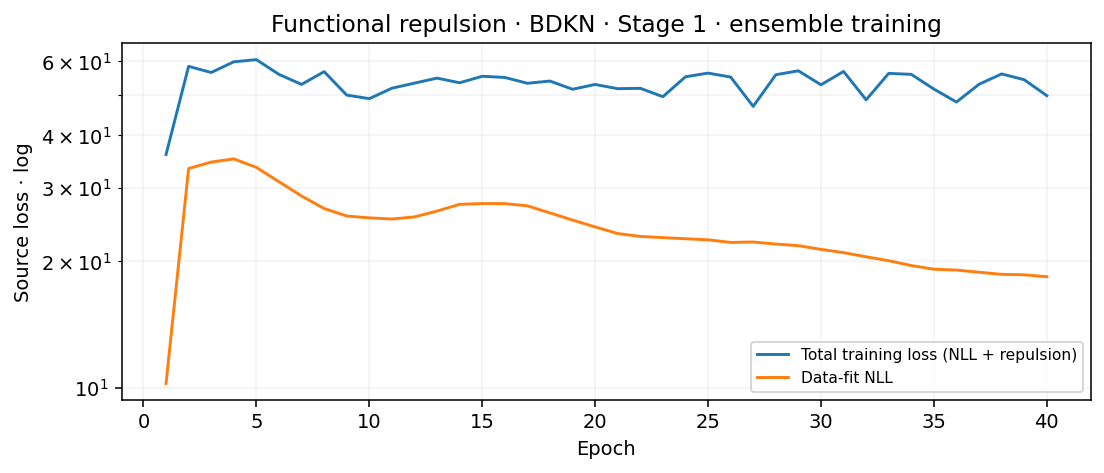 Functional repulsion · BDKN · Stage 1 · ensemble training
Source loss · log
6 × 10¹
4 × 10¹
3 × 10¹
2 × 10¹
10¹
Total training loss (NLL + repulsion)
Data-fit NLL
0 5 10 15 20 25 30 35 40
Epoch